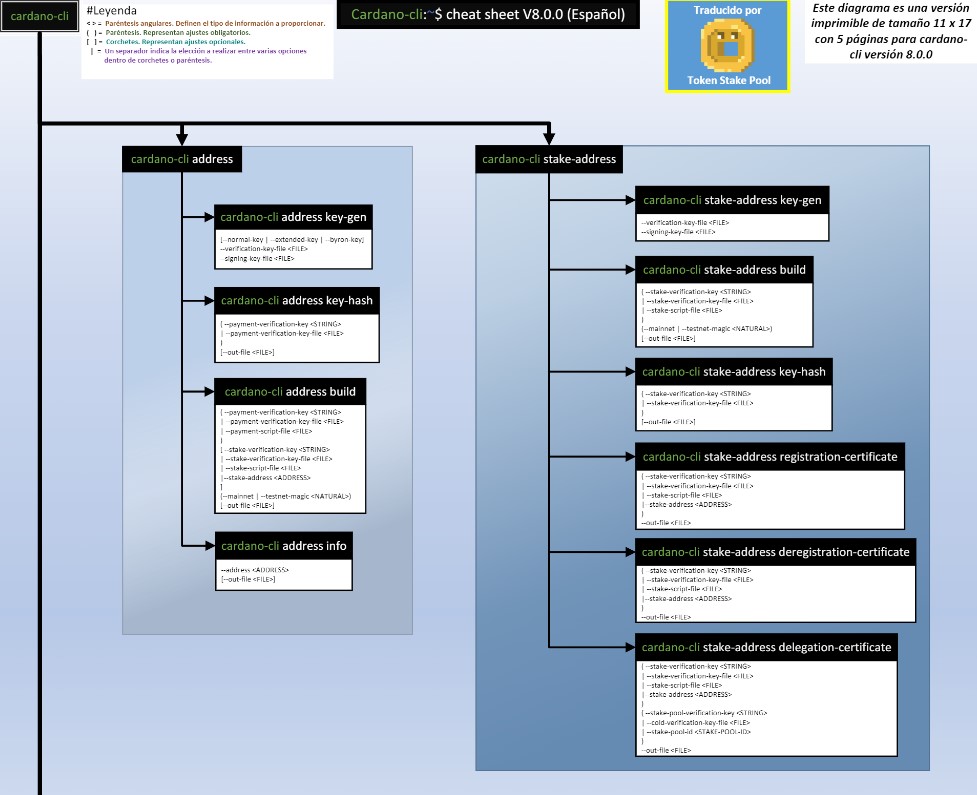 cardano-cli
#Leyenda
< > = Paréntesis angulares. Definen el tipo de información a proporcionar.
( ) = Paréntesis. Representan ajustes obligatorios.
[ ] = Corchetes. Representan ajustes opcionales.
| = Un separador indica la elección a realizar entre varias opciones
dentro de corchetes o paréntesis.
Cardano-cli:~$ cheat sheet V8.0.0 (Español)
Traducido por
Token Stake Pool
Este diagrama es una versión
imprimible de tamaño 11 x 17
con 5 páginas para cardano-
cli versión 8.0.0
cardano-cli address
cardano-cli address key-gen
[--normal-key | --extended-key | --byron-key]
--verification-key-file <FILE>
--signing-key-file <FILE>
cardano-cli address key-hash
( --payment-verification-key <STRING>
| --payment-verification-key-file <FILE>
)
[--out-file <FILE>]
cardano-cli address build
( --payment-verification-key <STRING>
| --payment-verification-key-file <FILE>
| --payment-script-file <FILE>
)
[ --stake-verification-key <STRING>
| --stake-verification-key-file <FILE>
| --stake-script-file <FILE>
|--stake-address <ADDRESS>
]
(--mainnet | --testnet-magic <NATURAL>)
[--out-file <FILE>]
cardano-cli address info
--address <ADDRESS>
[--out-file <FILE>]
cardano-cli stake-address
cardano-cli stake-address key-gen
--verification-key-file <FILE>
--signing-key-file <FILE>
cardano-cli stake-address build
( --stake-verification-key <STRING>
| --stake-verification-key-file <FILE>
| --stake-script-file <FILE>
)
(--mainnet | --testnet-magic <NATURAL>)
[--out-file <FILE>]
cardano-cli stake-address key-hash
( --stake-verification-key <STRING>
| --stake-verification-key-file <FILE>
)
[--out-file <FILE>]
cardano-cli stake-address registration-certificate
( --stake-verification-key <STRING>
| --stake-verification-key-file <FILE>
| --stake-script-file <FILE>
|--stake-address <ADDRESS>
)
--out-file <FILE>
cardano-cli stake-address deregistration-certificate
( --stake-verification-key <STRING>
| --stake-verification-key-file <FILE>
| --stake-script-file <FILE>
|--stake-address <ADDRESS>
)
--out-file <FILE>
cardano-cli stake-address delegation-certificate
( --stake-verification-key <STRING>
| --stake-verification-key-file <FILE>
| --stake-script-file <FILE>
|--stake-address <ADDRESS>
)
( --stake-pool-verification-key <STRING>
| --cold-verification-key-file <FILE>
| --stake-pool-id <STAKE-POOL-ID>
)
--out-file <FILE>